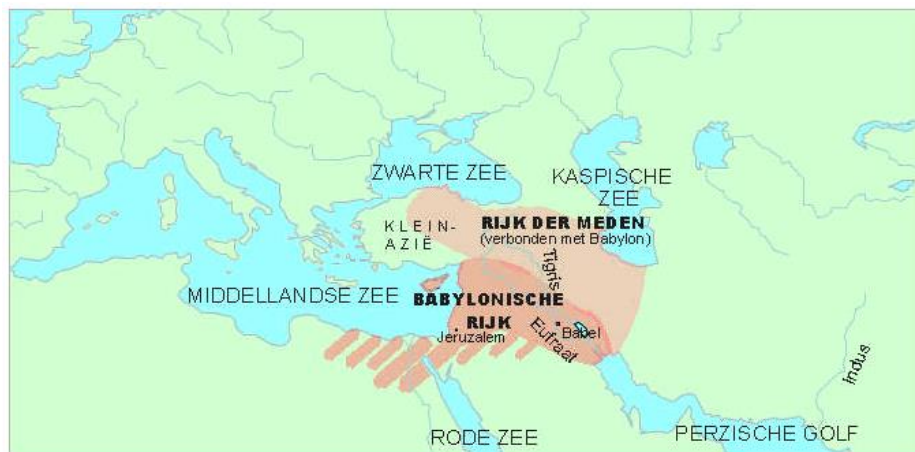 ZWARTE ZEE
KASPISCHE
ZEE
KLEIN-
AZIË
RIJK DER MEDEN
(verbonden met Babylon)
Tigris
MIDDELLANDSE ZEE
BABYLONISCHE
RIJK
Jeruzalem
Eufraat
Babel
Indus
RODE ZEE
PERZISCHE GOLF